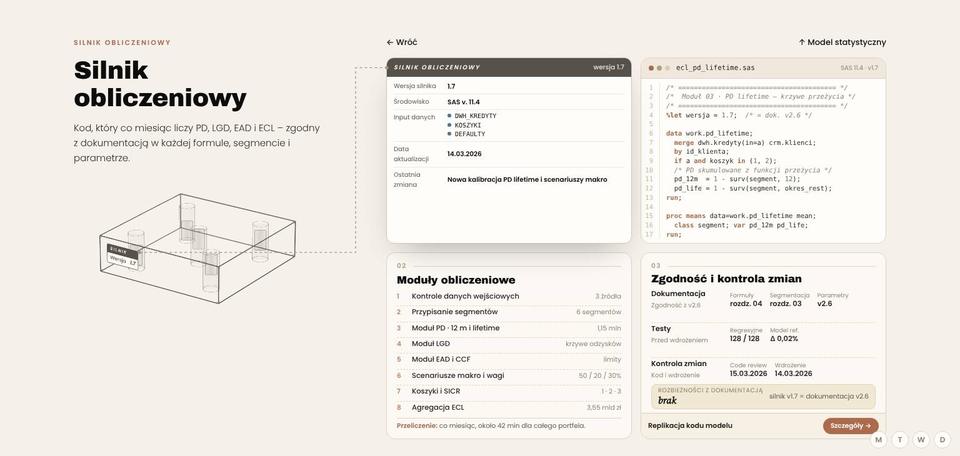 SILNIK OBLICZENIOWY
Silnik
obliczeniowy
Kod, który co miesiąc liczy PD, LGD, EAD i ECL – zgodny
z dokumentacją w każdej formule, segmencie i
parametrze.
SILNIK
Wersja 1.7
← Wróć
↑ Model statystyczny
SILNIK OBLICZENIOWY wersja 1.7
Wersja silnika 1.7
Środowisko SAS v. 11.4
Input danych DWH_KREDYTY
KOSZYKI
DEFAULTY
Data
aktualizacji 14.03.2026
Ostatnia
zmiana Nowa kalibracja PD lifetime i scenariuszy makro
ecl_pd_lifetime.sas SAS 11.4 · v1.7
1 /* ======================================= */
2 /* Moduł 03 · PD lifetime — krzywe przeżycia */
3 /* ======================================= */
4 %let wersja = 1.7; /* = dok. v2.6 */
5
6 data work.pd_lifetime;
7 merge dwh.kredyty(in=a) crm.klienci;
8 by id_klienta;
9 if a and koszyk in (1, 2);
10 /* PD skumulowane z funkcji przeżycia */
11 pd_12m = 1 - surv(segment, 12);
12 pd_life = 1 - surv(segment, okres_rest);
13 run;
14
15 proc means data=work.pd_lifetime mean;
16 class segment; var pd_12m pd_life;
17 run;
02
Moduły obliczeniowe
1 Kontrole danych wejściowych 3 źródła
2 Przypisanie segmentów 6 segmentów
3 Moduł PD · 12 m i lifetime 1,15 mln
4 Moduł LGD krzywe odzysków
5 Moduł EAD i CCF limity
6 Scenariusze makro i wagi 50 / 20 / 30%
7 Koszyki i SICR 1 · 2 · 3
8 Agregacja ECL 3,55 mld zł
Przeliczenie: co miesiąc, około 42 min dla całego portfela.
03
Zgodność i kontrola zmian
Dokumentacja Formuły Segmentacja Parametry
Zgodność z v2.6 rozdz. 04 rozdz. 03 v2.6
Testy Regresyjne Model ref.
Przed wdrożeniem 128 / 128 Δ 0,02%
Kontrola zmian Code review Wdrożenie
Kod i wdrożenie 15.03.2026 14.03.2026
ROZBIEŻNOŚCI Z DOKUMENTACJĄ
brak silnik v1.7 = dokumentacja v2.6
Replikacja kodu modelu Szczegóły →
M T W D